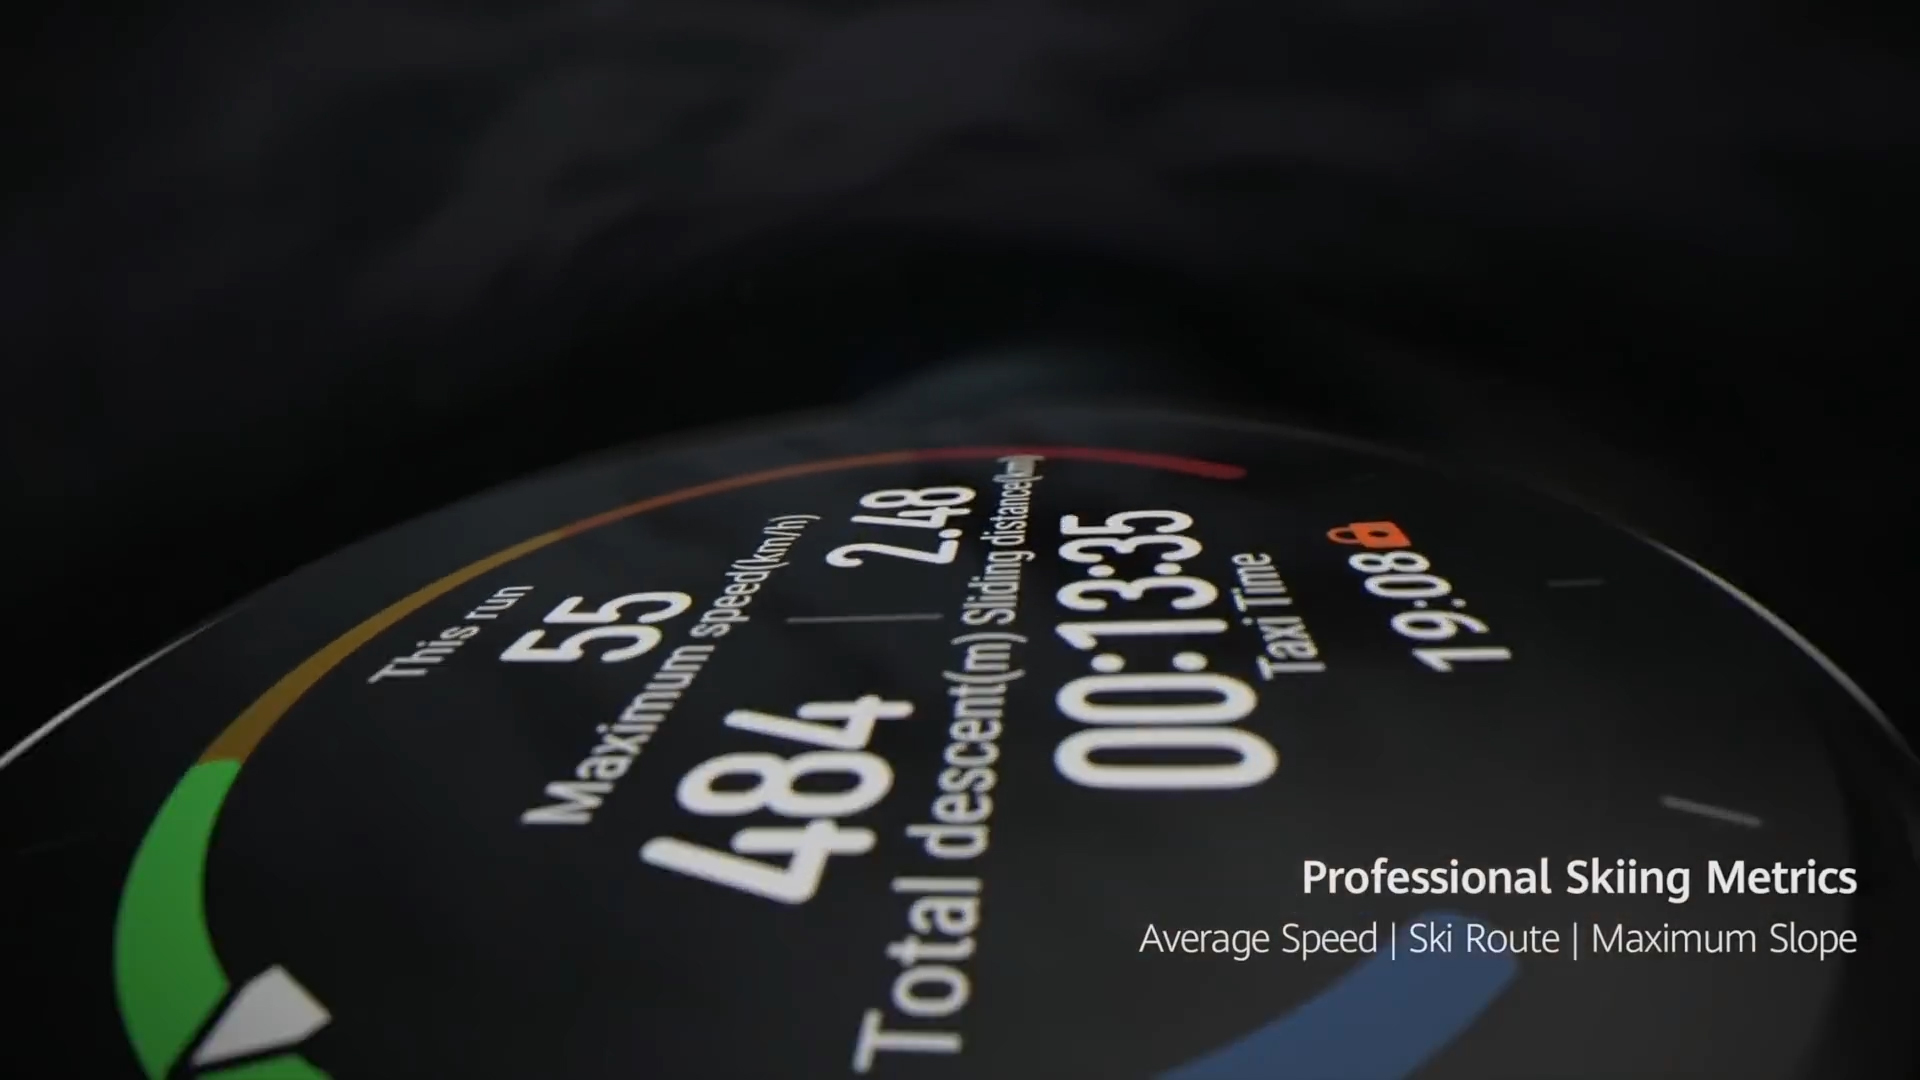 This run
55
Maximum speed(km/h)
484
2.48
Total descent(m)
Sliding distance(km)
00:13:35
Taxi Time
19:08
Professional Skiing Metrics
Average Speed | Ski Route | Maximum Slope